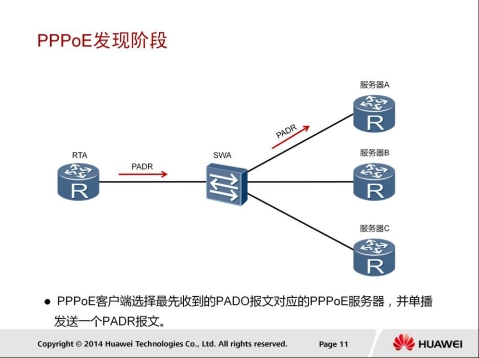 PPPoE发现阶段
服务器A
PADR
RTA
PADR
SWA
服务器B
R
R
R
服务器C
R
● PPPoE客户端选择最先收到的PADO报文对应的PPPoE服务器，并单播
发送一个PADR报文。
Copyright © 2014 Huawei Technologies Co., Ltd. All rights reserved.
Page 11
HUAWEI